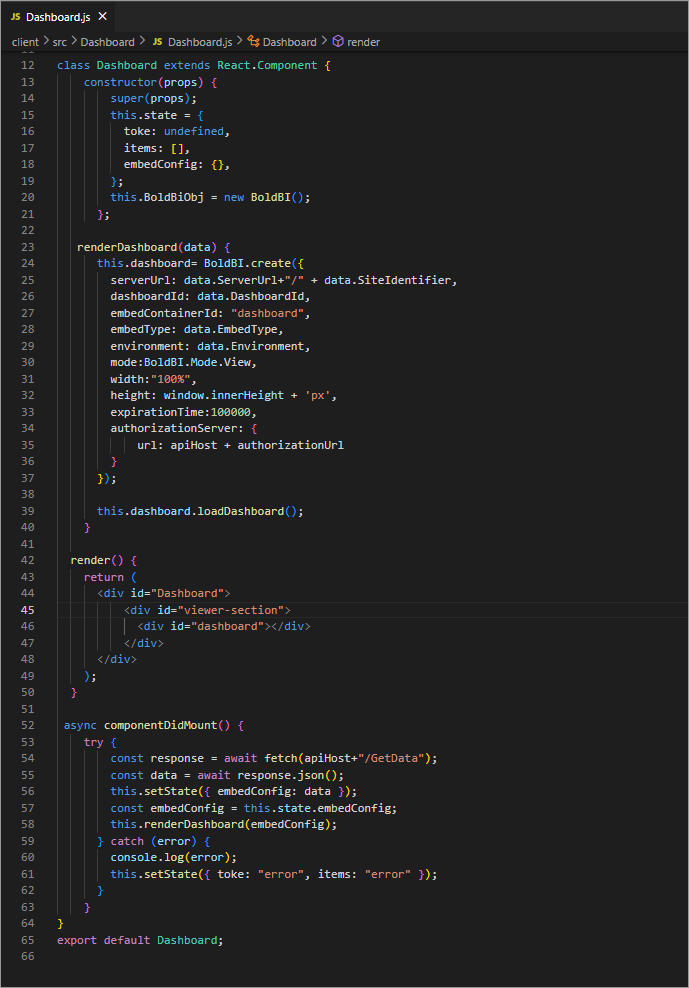 JS Dashboard.js ×
client > src > Dashboard > JS Dashboard.js > Dashboard > render
12 class Dashboard extends React.Component {
13 constructor(props) {
14 super(props);
15 this.state = {
16 toke: undefined,
17 items: [],
18 embedConfig: {},
19 };
20 this.BoldBiObj = new BoldBI();
21 };
22
23 renderDashboard(data) {
24 this.dashboard= BoldBI.create({
25 serverUrl: data.ServerUrl+"/" + data.SiteIdentifier,
26 dashboardId: data.DashboardId,
27 embedContainerId: "dashboard",
28 embedType: data.EmbedType,
29 environment: data.Environment,
30 mode:BoldBI.Mode.View,
31 width:"100%",
32 height: window.innerHeight + 'px',
33 expirationTime:100000,
34 authorizationServer: {
35 url: apiHost + authorizationUrl
36 }
37 });
38
39 this.dashboard.loadDashboard();
40 }
41
42 render() {
43 return (
44 <div id="Dashboard">
45 <div id="viewer-section">
46 <div id="dashboard"></div>
47 </div>
48 </div>
49 );
50 }
51
52 async componentDidMount() {
53 try {
54 const response = await fetch(apiHost+"/GetData");
55 const data = await response.json();
56 this.setState({ embedConfig: data });
57 const embedConfig = this.state.embedConfig;
58 this.renderDashboard(embedConfig);
59 } catch (error) {
60 console.log(error);
61 this.setState({ toke: "error", items: "error" });
62 }
63 }
64 }
65 export default Dashboard;
66